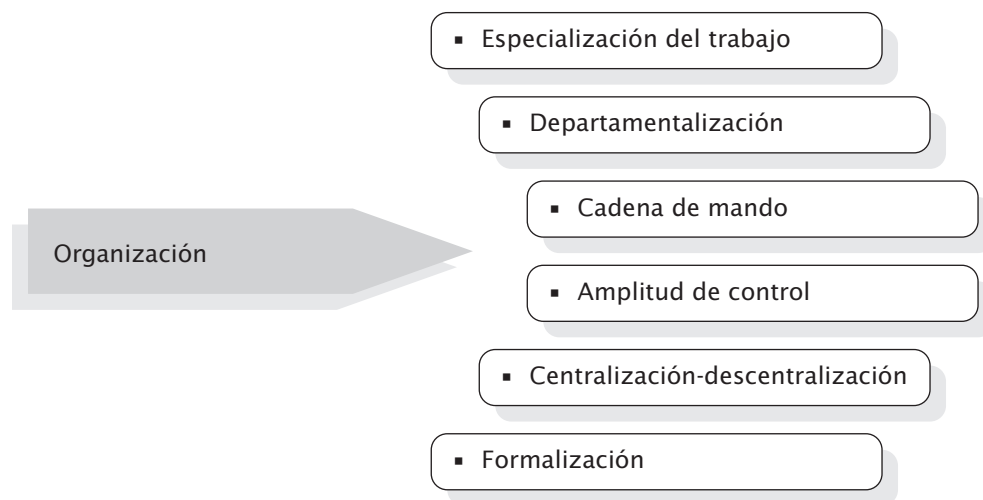 ▪ Especialización del trabajo
▪ Departamentalización
▪ Cadena de mando
Organización
▪ Amplitud de control
▪ Centralización-descentralización
▪ Formalización